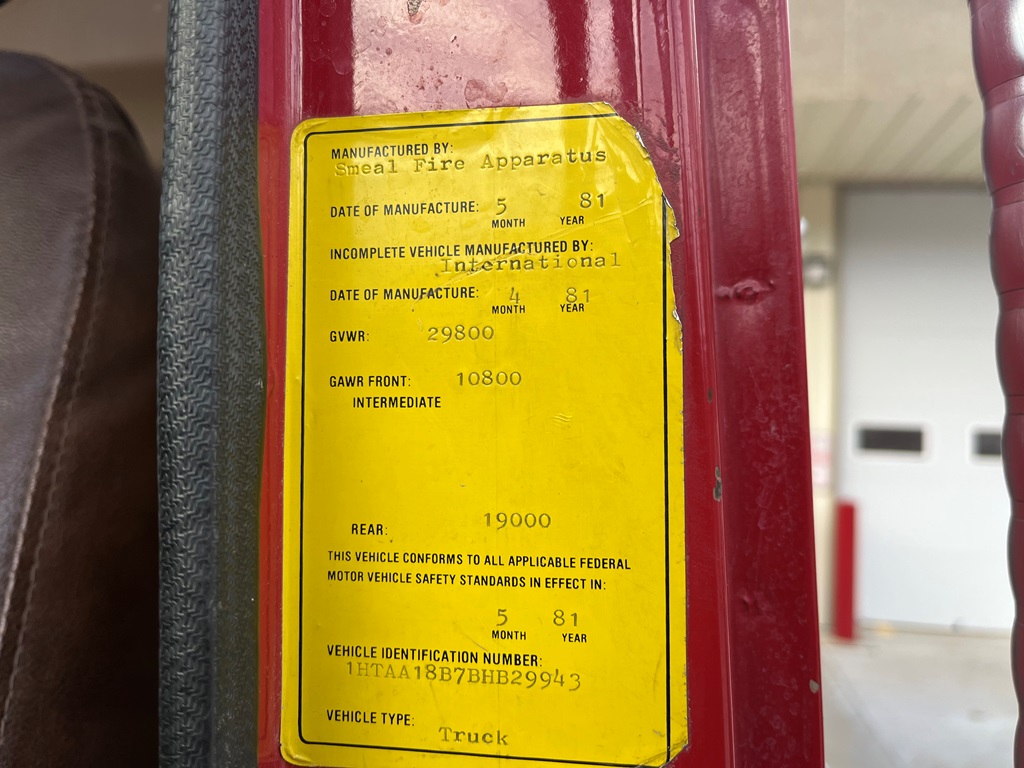 MANUFACTURED BY:
Smeal Fire Apparatus
DATE OF MANUFACTURE: 5 81
MONTH YEAR
INCOMPLETE VEHICLE MANUFACTURED BY:
International
DATE OF MANUFACTURE: 4 81
MONTH YEAR
GVWR: 29800
GAWR FRONT: 10800
INTERMEDIATE
REAR: 19000
THIS VEHICLE CONFORMS TO ALL APPLICABLE FEDERAL
MOTOR VEHICLE SAFETY STANDARDS IN EFFECT IN:
5 81
MONTH YEAR
VEHICLE IDENTIFICATION NUMBER:
1HTAA18B7BHB29943
VEHICLE TYPE: Truck